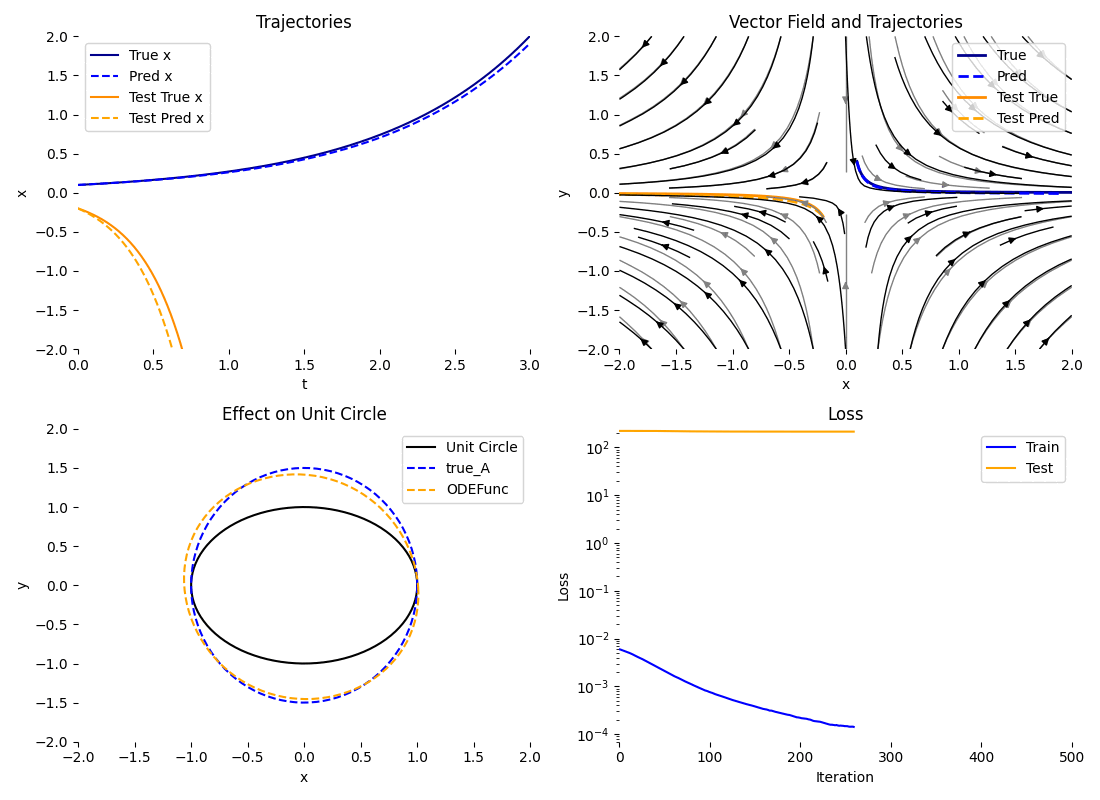 Trajectories
True x
Pred x
Test True x
Test Pred x
2.0
1.5
1.0
0.5
0.0
−0.5
−1.0
−1.5
−2.0
x
0.0 0.5 1.0 1.5 2.0 2.5 3.0
t
Vector Field and Trajectories
True
Pred
Test True
Test Pred
2.0
1.5
1.0
0.5
0.0
−0.5
−1.0
−1.5
−2.0
y
−2.0 −1.5 −1.0 −0.5 0.0 0.5 1.0 1.5 2.0
x
Effect on Unit Circle
Unit Circle
true_A
ODEFunc
2.0
1.5
1.0
0.5
0.0
−0.5
−1.0
−1.5
−2.0
y
−2.0 −1.5 −1.0 −0.5 0.0 0.5 1.0 1.5 2.0
x
Loss
Train
Test
10²
10¹
10⁰
10⁻¹
10⁻²
10⁻³
10⁻⁴
Loss
0 100 200 300 400 500
Iteration